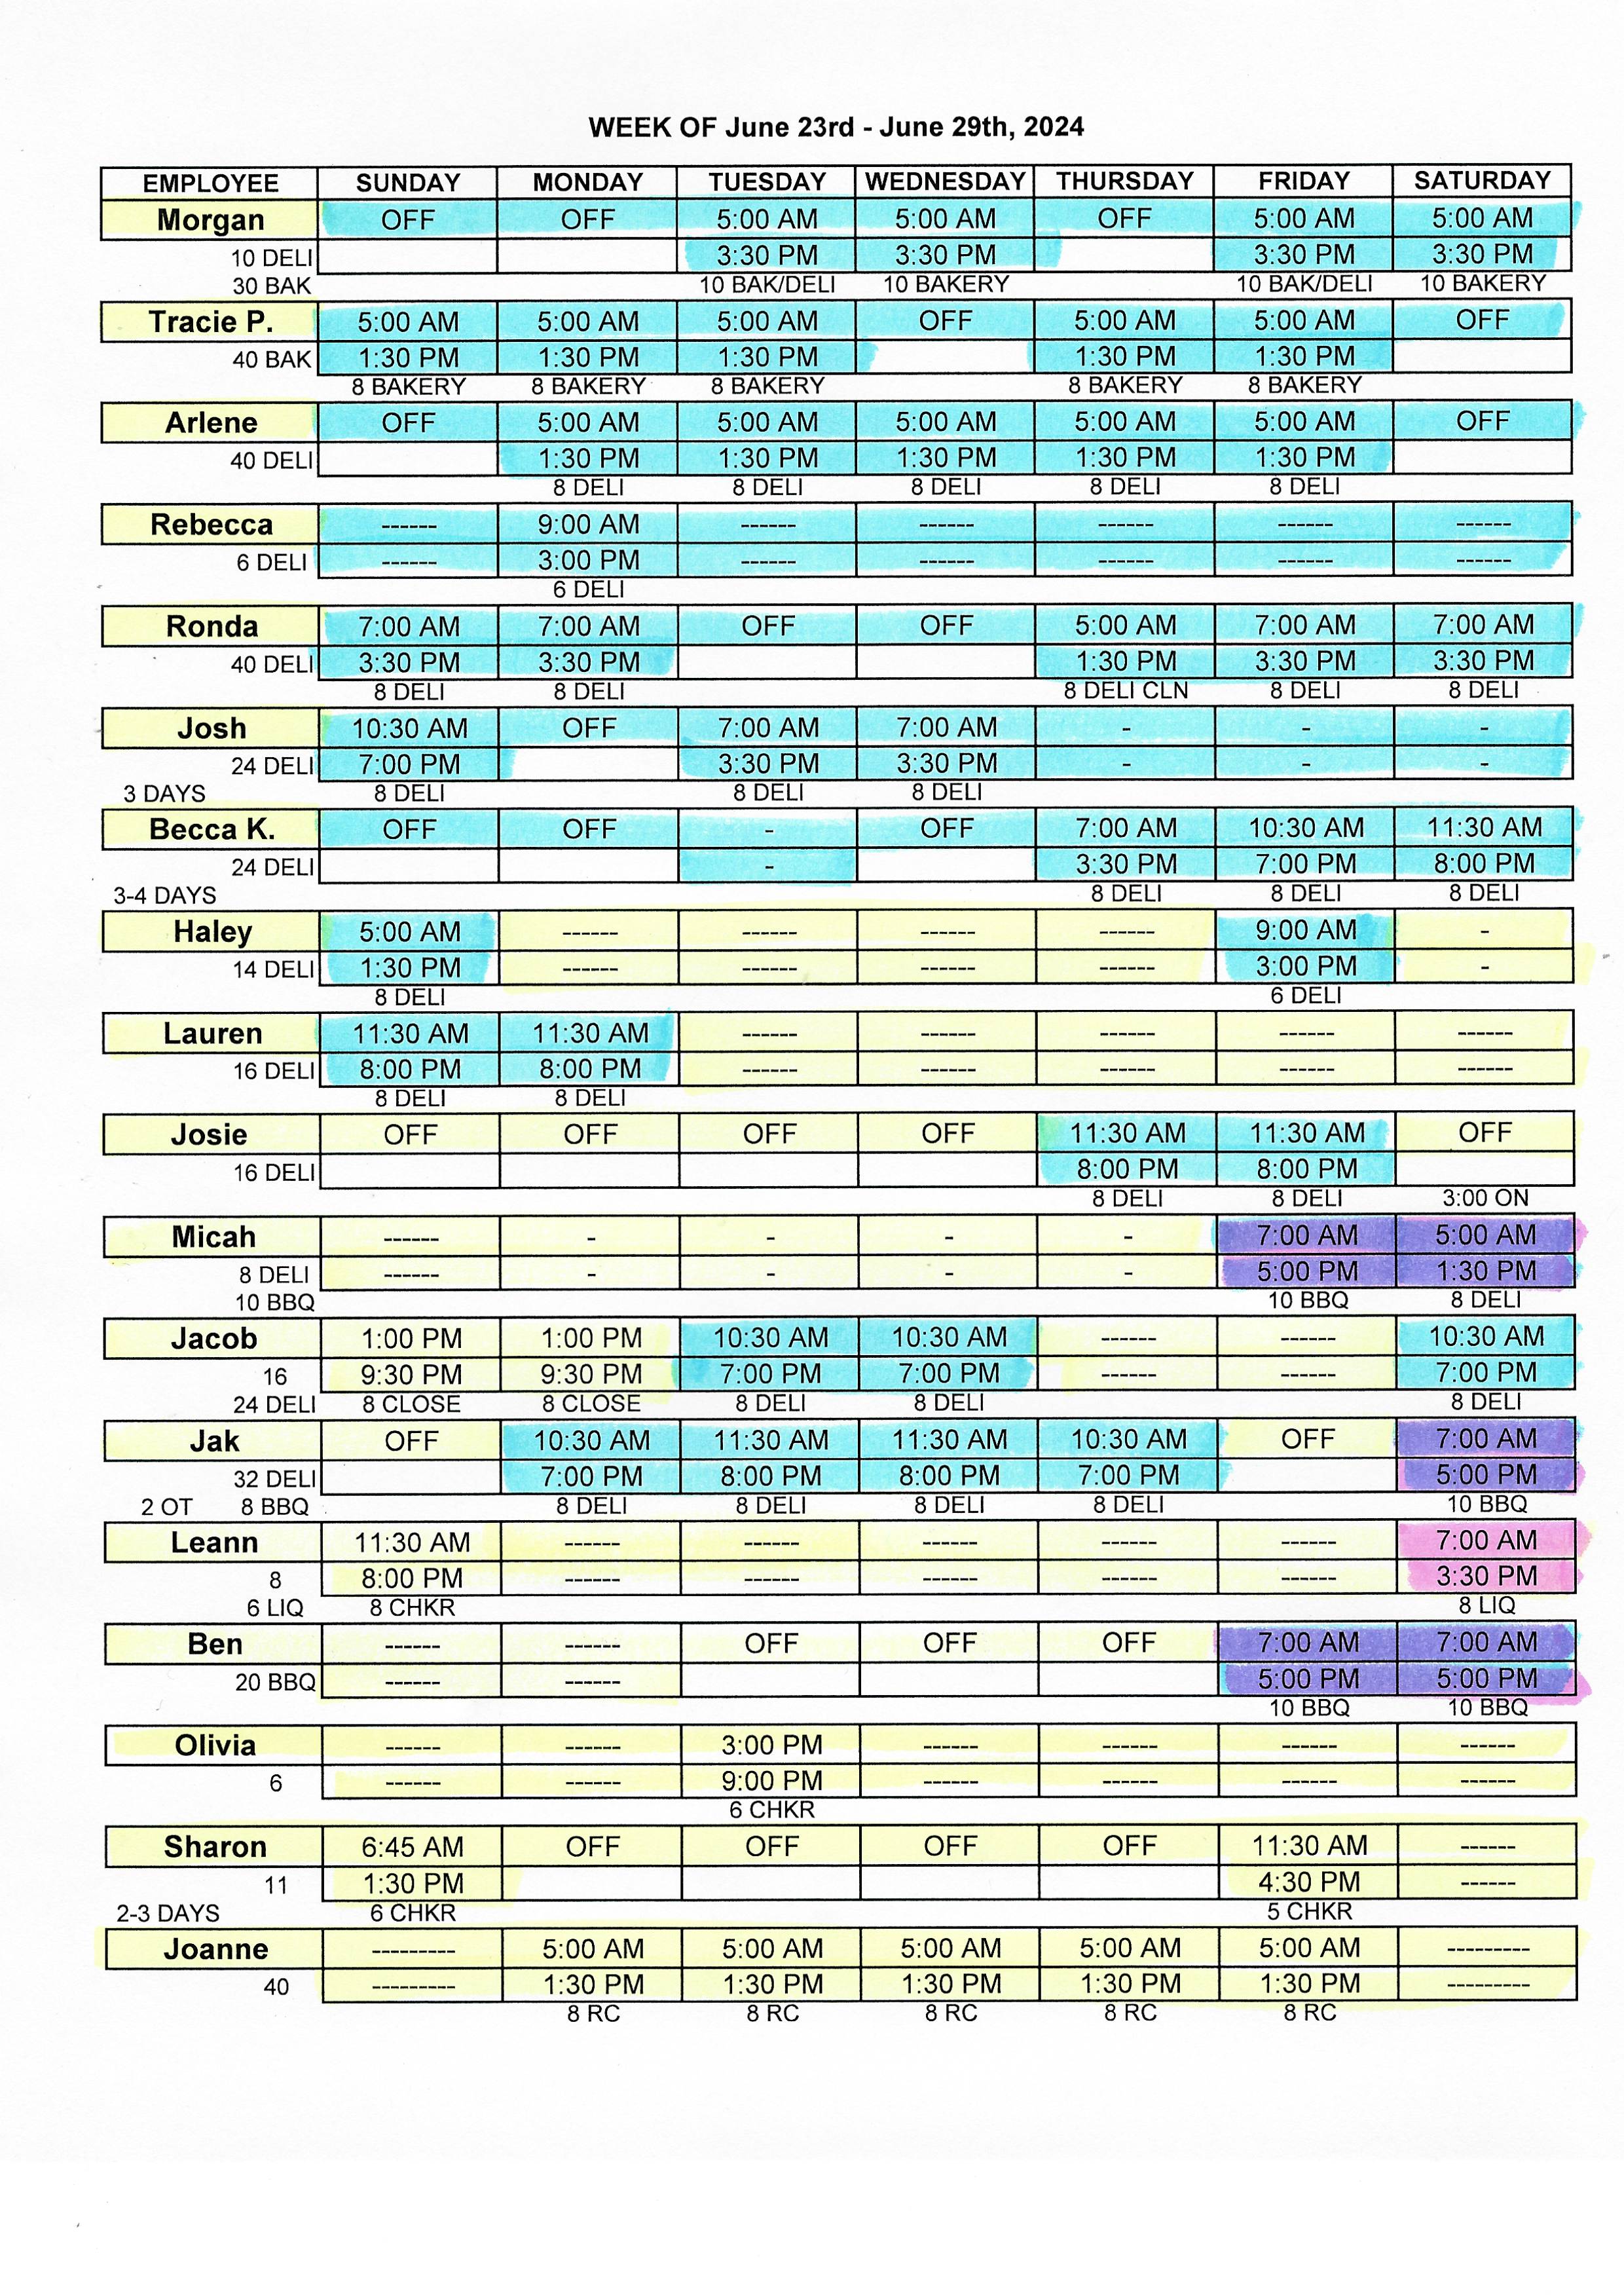 WEEK OF June 23rd - June 29th, 2024
EMPLOYEE SUNDAY MONDAY TUESDAY WEDNESDAY THURSDAY FRIDAY SATURDAY
Morgan OFF OFF 5:00 AM 5:00 AM OFF 5:00 AM 5:00 AM
10 DELI 3:30 PM 3:30 PM 3:30 PM 3:30 PM
30 BAK 10 BAK/DELI 10 BAKERY 10 BAK/DELI 10 BAKERY
Tracie P. 5:00 AM 5:00 AM 5:00 AM OFF 5:00 AM 5:00 AM OFF
40 BAK 1:30 PM 1:30 PM 1:30 PM 1:30 PM 1:30 PM
8 BAKERY 8 BAKERY 8 BAKERY 8 BAKERY 8 BAKERY
Arlene OFF 5:00 AM 5:00 AM 5:00 AM 5:00 AM 5:00 AM OFF
40 DELI 1:30 PM 1:30 PM 1:30 PM 1:30 PM 1:30 PM
8 DELI 8 DELI 8 DELI 8 DELI 8 DELI
Rebecca ------ 9:00 AM ------ ------ ------ ------ ------
6 DELI ------ 3:00 PM ------ ------ ------ ------ ------
6 DELI
Ronda 7:00 AM 7:00 AM OFF OFF 5:00 AM 7:00 AM 7:00 AM
40 DELI 3:30 PM 3:30 PM 1:30 PM 3:30 PM 3:30 PM
8 DELI 8 DELI 8 DELI CLN 8 DELI 8 DELI
Josh 10:30 AM OFF 7:00 AM 7:00 AM - - -
24 DELI 7:00 PM 3:30 PM 3:30 PM - - -
3 DAYS 8 DELI 8 DELI 8 DELI
Becca K. OFF OFF - OFF 7:00 AM 10:30 AM 11:30 AM
24 DELI - 3:30 PM 7:00 PM 8:00 PM
3-4 DAYS 8 DELI 8 DELI 8 DELI
Haley 5:00 AM ------ ------ ------ ------ 9:00 AM -
14 DELI 1:30 PM ------ ------ ------ ------ 3:00 PM -
8 DELI 6 DELI
Lauren 11:30 AM 11:30 AM ------ ------ ------ ------ ------
16 DELI 8:00 PM 8:00 PM ------ ------ ------ ------ ------
8 DELI 8 DELI
Josie OFF OFF OFF OFF 11:30 AM 11:30 AM OFF
16 DELI 8:00 PM 8:00 PM
8 DELI 8 DELI 3:00 ON
Micah ------ - - - - 7:00 AM 5:00 AM
8 DELI ------ - - - - 5:00 PM 1:30 PM
10 BBQ 10 BBQ 8 DELI
Jacob 1:00 PM 1:00 PM 10:30 AM 10:30 AM ------ ------ 10:30 AM
16 9:30 PM 9:30 PM 7:00 PM 7:00 PM ------ ------ 7:00 PM
24 DELI 8 CLOSE 8 CLOSE 8 DELI 8 DELI 8 DELI
Jak OFF 10:30 AM 11:30 AM 11:30 AM 10:30 AM OFF 7:00 AM
32 DELI 7:00 PM 8:00 PM 8:00 PM 7:00 PM 5:00 PM
2 OT 8 BBQ 8 DELI 8 DELI 8 DELI 8 DELI 10 BBQ
Leann 11:30 AM ------ ------ ------ ------ ------ 7:00 AM
8 8:00 PM ------ ------ ------ ------ ------ 3:30 PM
6 LIQ 8 CHKR 8 LIQ
Ben ------ ------ OFF OFF OFF 7:00 AM 7:00 AM
20 BBQ ------ ------ 5:00 PM 5:00 PM
10 BBQ 10 BBQ
Olivia ------ ------ 3:00 PM ------ ------ ------ ------
6 ------ ------ 9:00 PM ------ ------ ------ ------
6 CHKR
Sharon 6:45 AM OFF OFF OFF OFF 11:30 AM ------
11 1:30 PM 4:30 PM ------
2-3 DAYS 6 CHKR 5 CHKR
Joanne --------- 5:00 AM 5:00 AM 5:00 AM 5:00 AM 5:00 AM ---------
40 --------- 1:30 PM 1:30 PM 1:30 PM 1:30 PM 1:30 PM ---------
8 RC 8 RC 8 RC 8 RC 8 RC